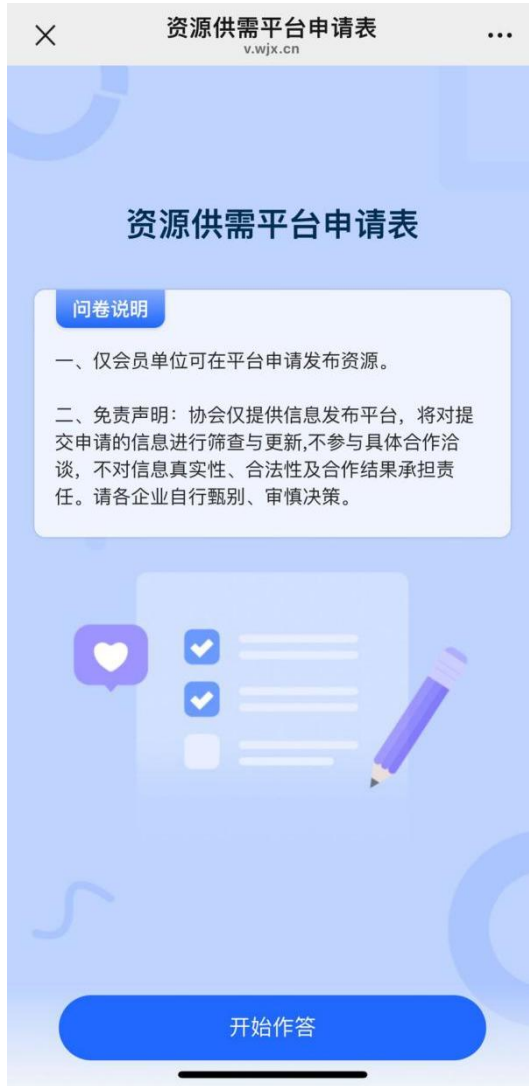 资源供需平台申请表
v.wjx.cn
资源供需平台申请表
问卷说明
一、仅会员单位可在平台申请发布资源。
二、免责声明：协会仅提供信息发布平台，将对提
交申请的信息进行筛查与更新,不参与具体合作洽
谈，不对信息真实性、合法性及合作结果承担责
任。请各企业自行甄别、审慎决策。
开始作答